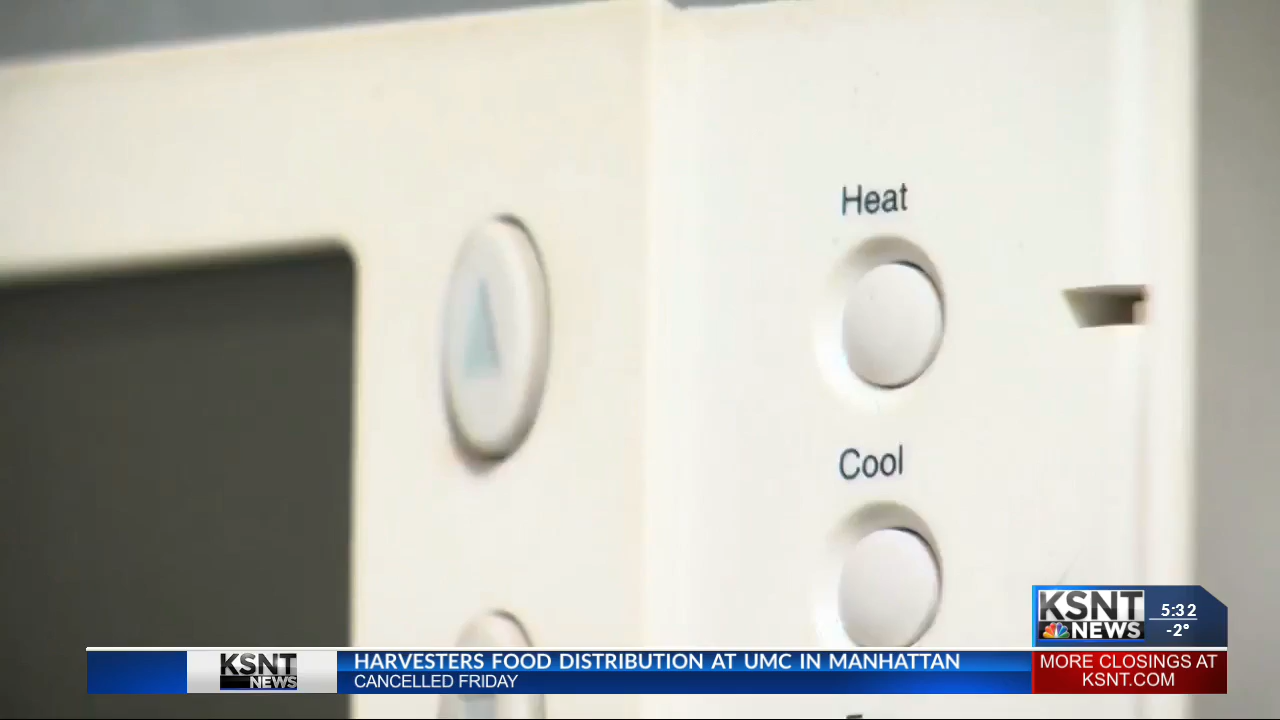 Heat
Cool
KSNT
NEWS
5:32
-2°
KSNT
NEWS
HARVESTERS FOOD DISTRIBUTION AT UMC IN MANHATTAN
CANCELLED FRIDAY
MORE CLOSINGS AT
KSNT.COM